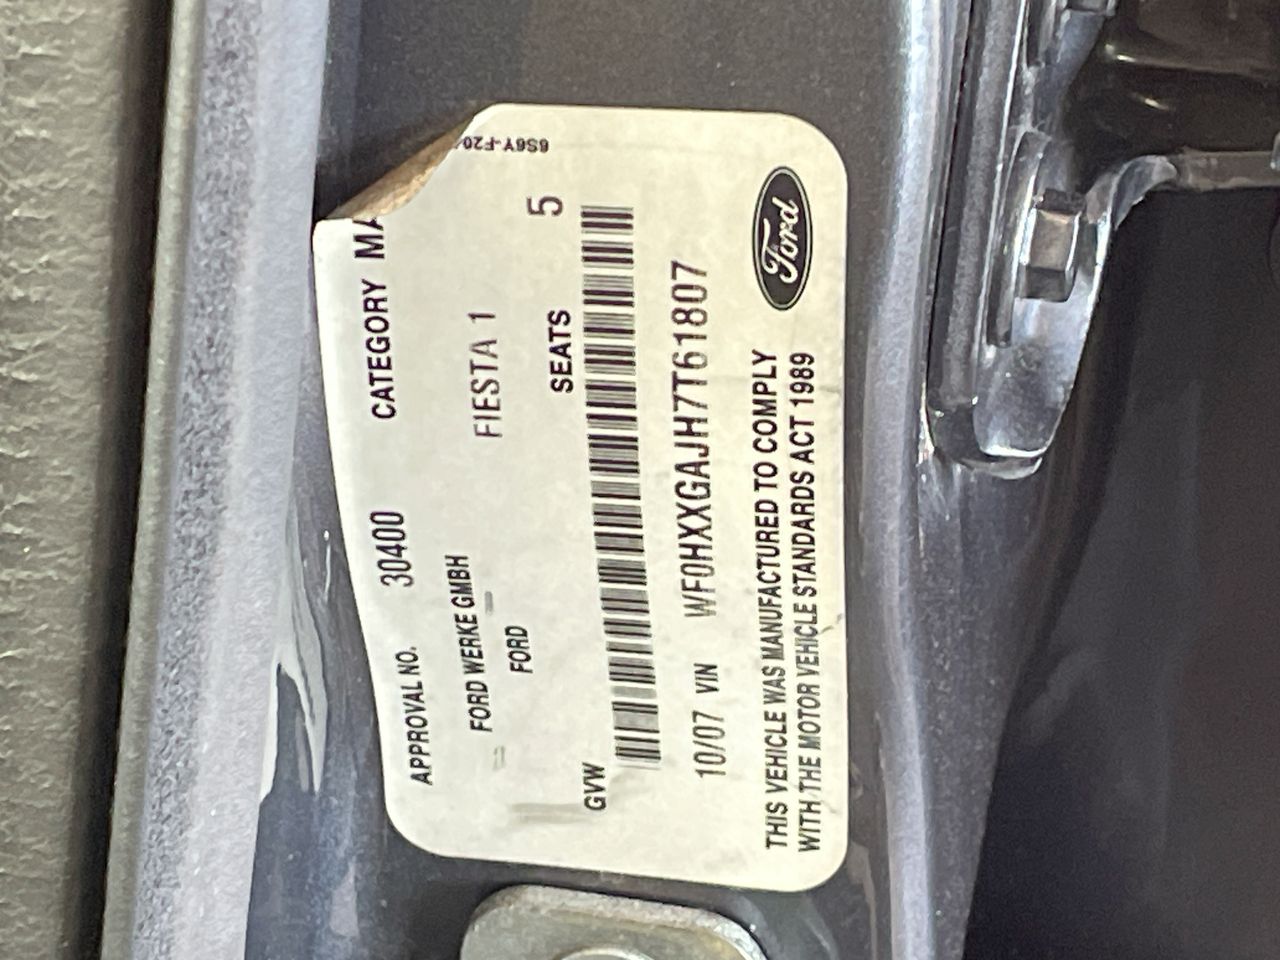 6S6Y-F20
APPROVAL NO. 30400 CATEGORY MA
FORD WERKE GMBH FIESTA 1
FORD
GVW SEATS 5
10/07 VIN WF0HXXGAJH7T61807
THIS VEHICLE WAS MANUFACTURED TO COMPLY
WITH THE MOTOR VEHICLE STANDARDS ACT 1989
Ford